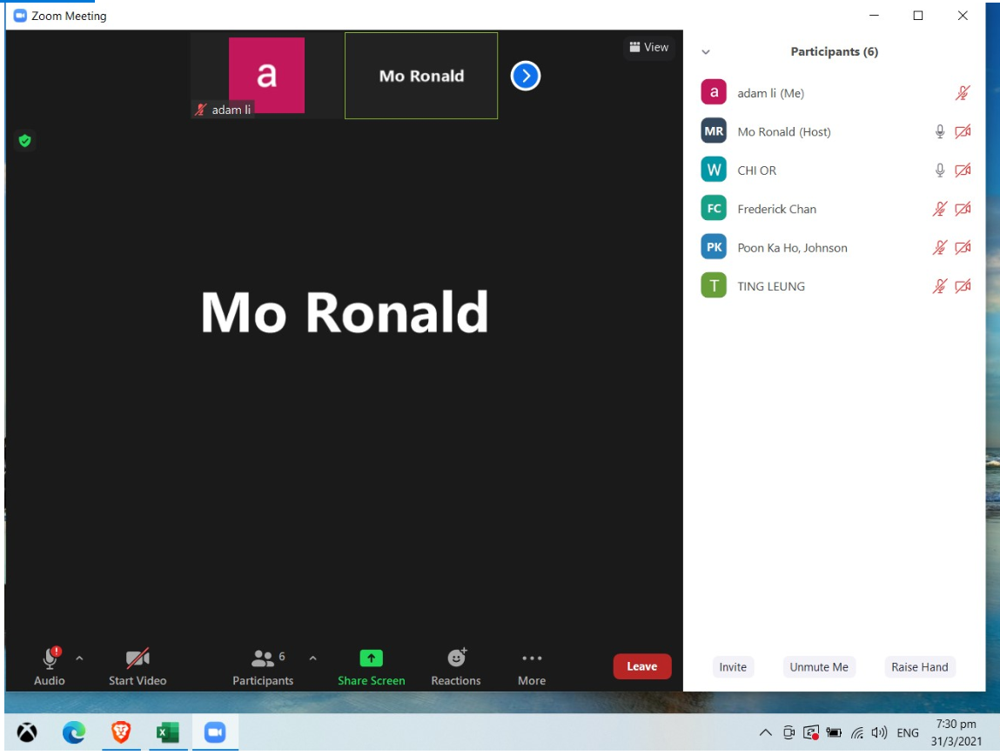 Zoom Meeting
a
adam li
Mo Ronald
View
Mo Ronald
Participants (6)
a adam li (Me)
MR Mo Ronald (Host)
W CHI OR
FC Frederick Chan
PK Poon Ka Ho, Johnson
T TING LEUNG
Audio
Start Video
6
Participants
Share Screen
Reactions
More
Leave
Invite
Unmute Me
Raise Hand
ENG
7:30 pm
31/3/2021